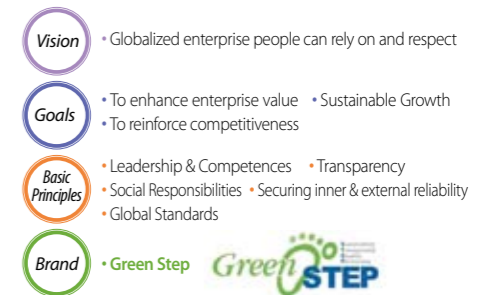 Vision
• Globalized enterprise people can rely on and respect
Goals
• To enhance enterprise value • Sustainable Growth
• To reinforce competitiveness
Basic
Principles
• Leadership & Competences • Transparency
• Social Responsibilities • Securing inner & external reliability
• Global Standards
Brand
• Green Step
Green STEP